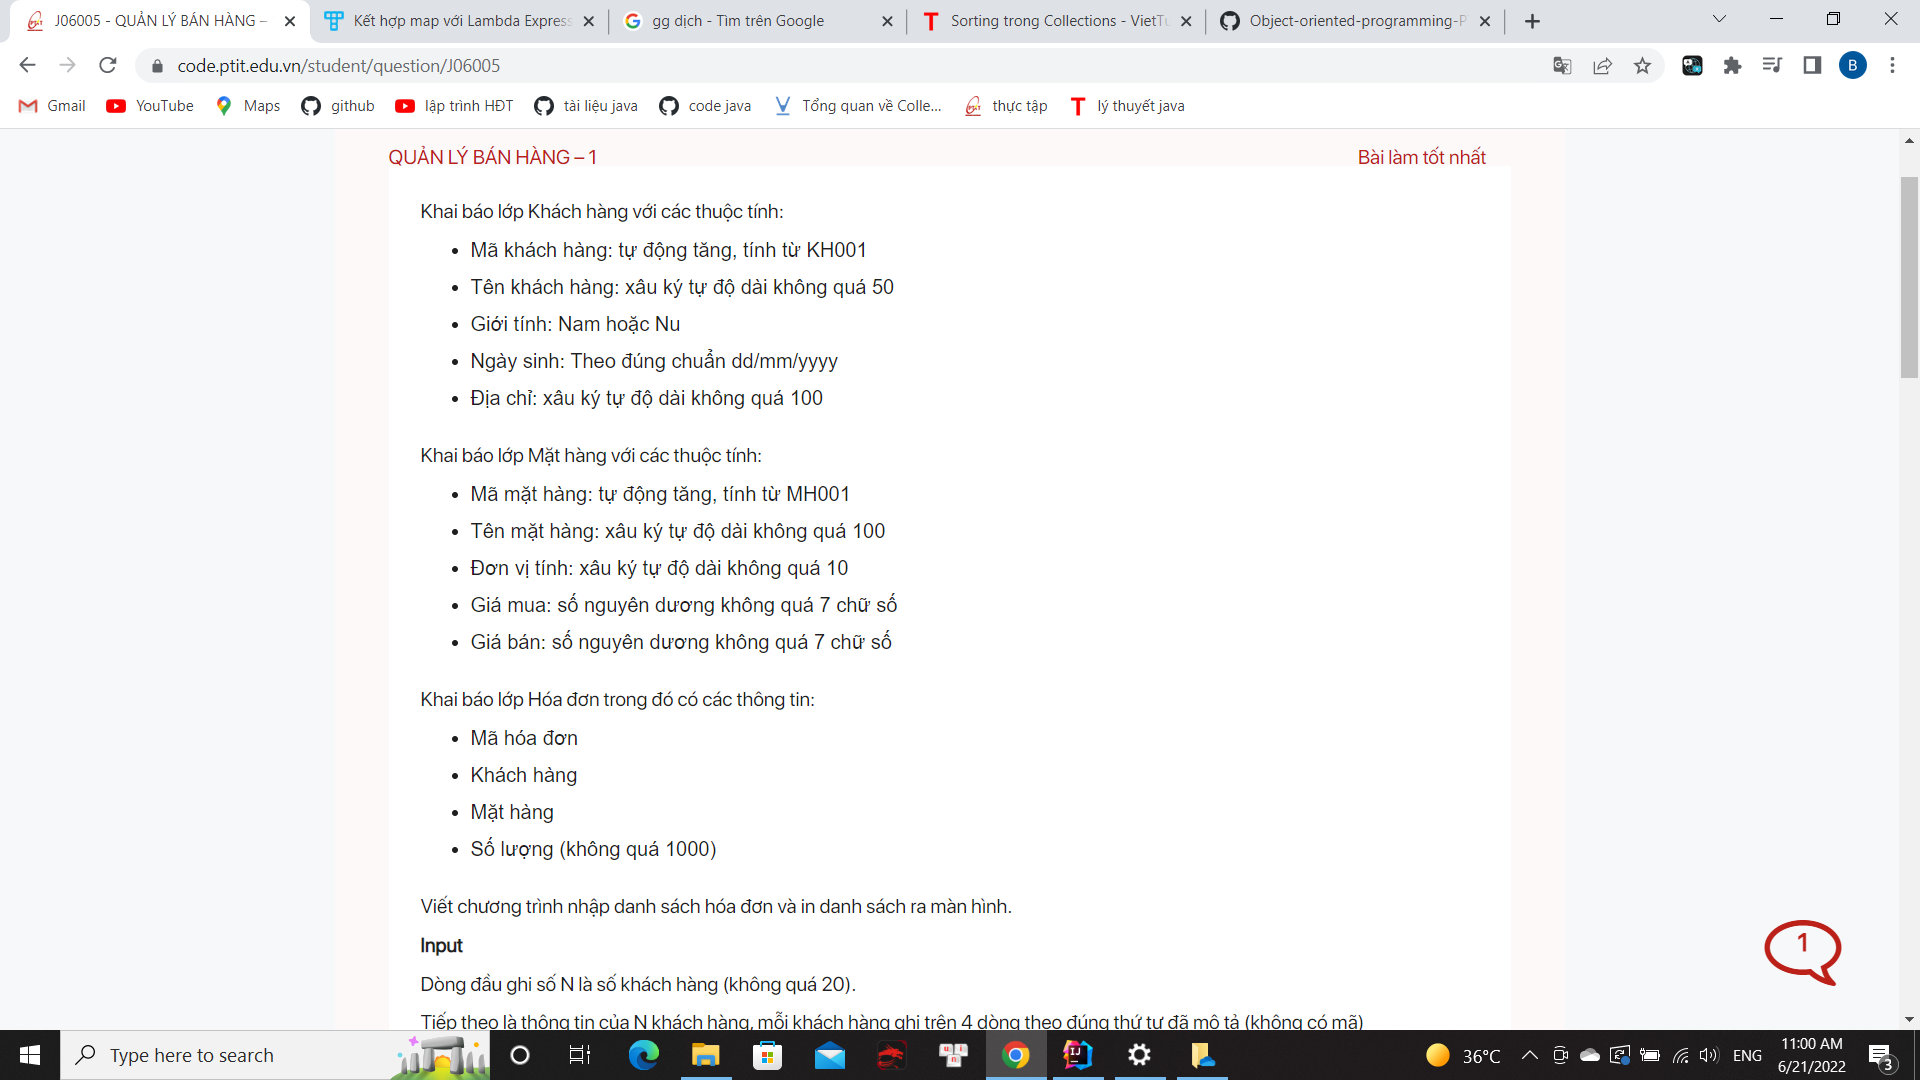 J06005 - QUẢN LÝ BÁN HÀNG –
Kết hợp map với Lambda Express
gg dịch - Tìm trên Google
Sorting trong Collections - VietTu
Object-oriented-programming-P
code.ptit.edu.vn/student/question/J06005
B
Gmail
YouTube
Maps
github
lập trình HĐT
tài liệu java
code java
Tổng quan về Colle...
thực tập
lý thuyết java
QUẢN LÝ BÁN HÀNG – 1
Bài làm tốt nhất
Khai báo lớp Khách hàng với các thuộc tính:
• Mã khách hàng: tự động tăng, tính từ KH001
• Tên khách hàng: xâu ký tự độ dài không quá 50
• Giới tính: Nam hoặc Nu
• Ngày sinh: Theo đúng chuẩn dd/mm/yyyy
• Địa chỉ: xâu ký tự độ dài không quá 100
Khai báo lớp Mặt hàng với các thuộc tính:
• Mã mặt hàng: tự động tăng, tính từ MH001
• Tên mặt hàng: xâu ký tự độ dài không quá 100
• Đơn vị tính: xâu ký tự độ dài không quá 10
• Giá mua: số nguyên dương không quá 7 chữ số
• Giá bán: số nguyên dương không quá 7 chữ số
Khai báo lớp Hóa đơn trong đó có các thông tin:
• Mã hóa đơn
• Khách hàng
• Mặt hàng
• Số lượng (không quá 1000)
Viết chương trình nhập danh sách hóa đơn và in danh sách ra màn hình.
Input
Dòng đầu ghi số N là số khách hàng (không quá 20).
Tiếp theo là thông tin của N khách hàng, mỗi khách hàng ghi trên 4 dòng theo đúng thứ tự đã mô tả (không có mã)
1
Type here to search
36°C
ENG
11:00 AM
6/21/2022
3